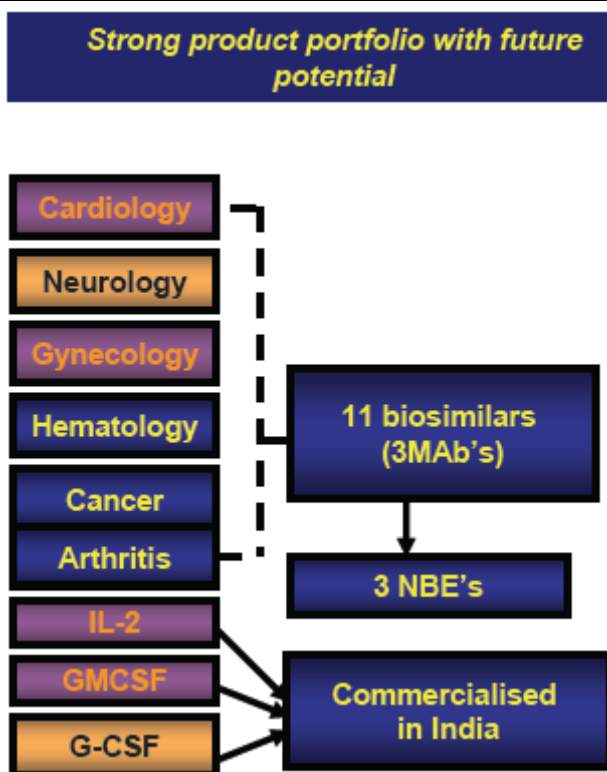 Strong product portfolio with future
potential
Cardiology
Neurology
Gynecology
Hematology
Cancer
Arthritis
IL-2
GMCSF
G-CSF
11 biosimilars
(3MAb's)
3 NBE's
Commercialised
in India